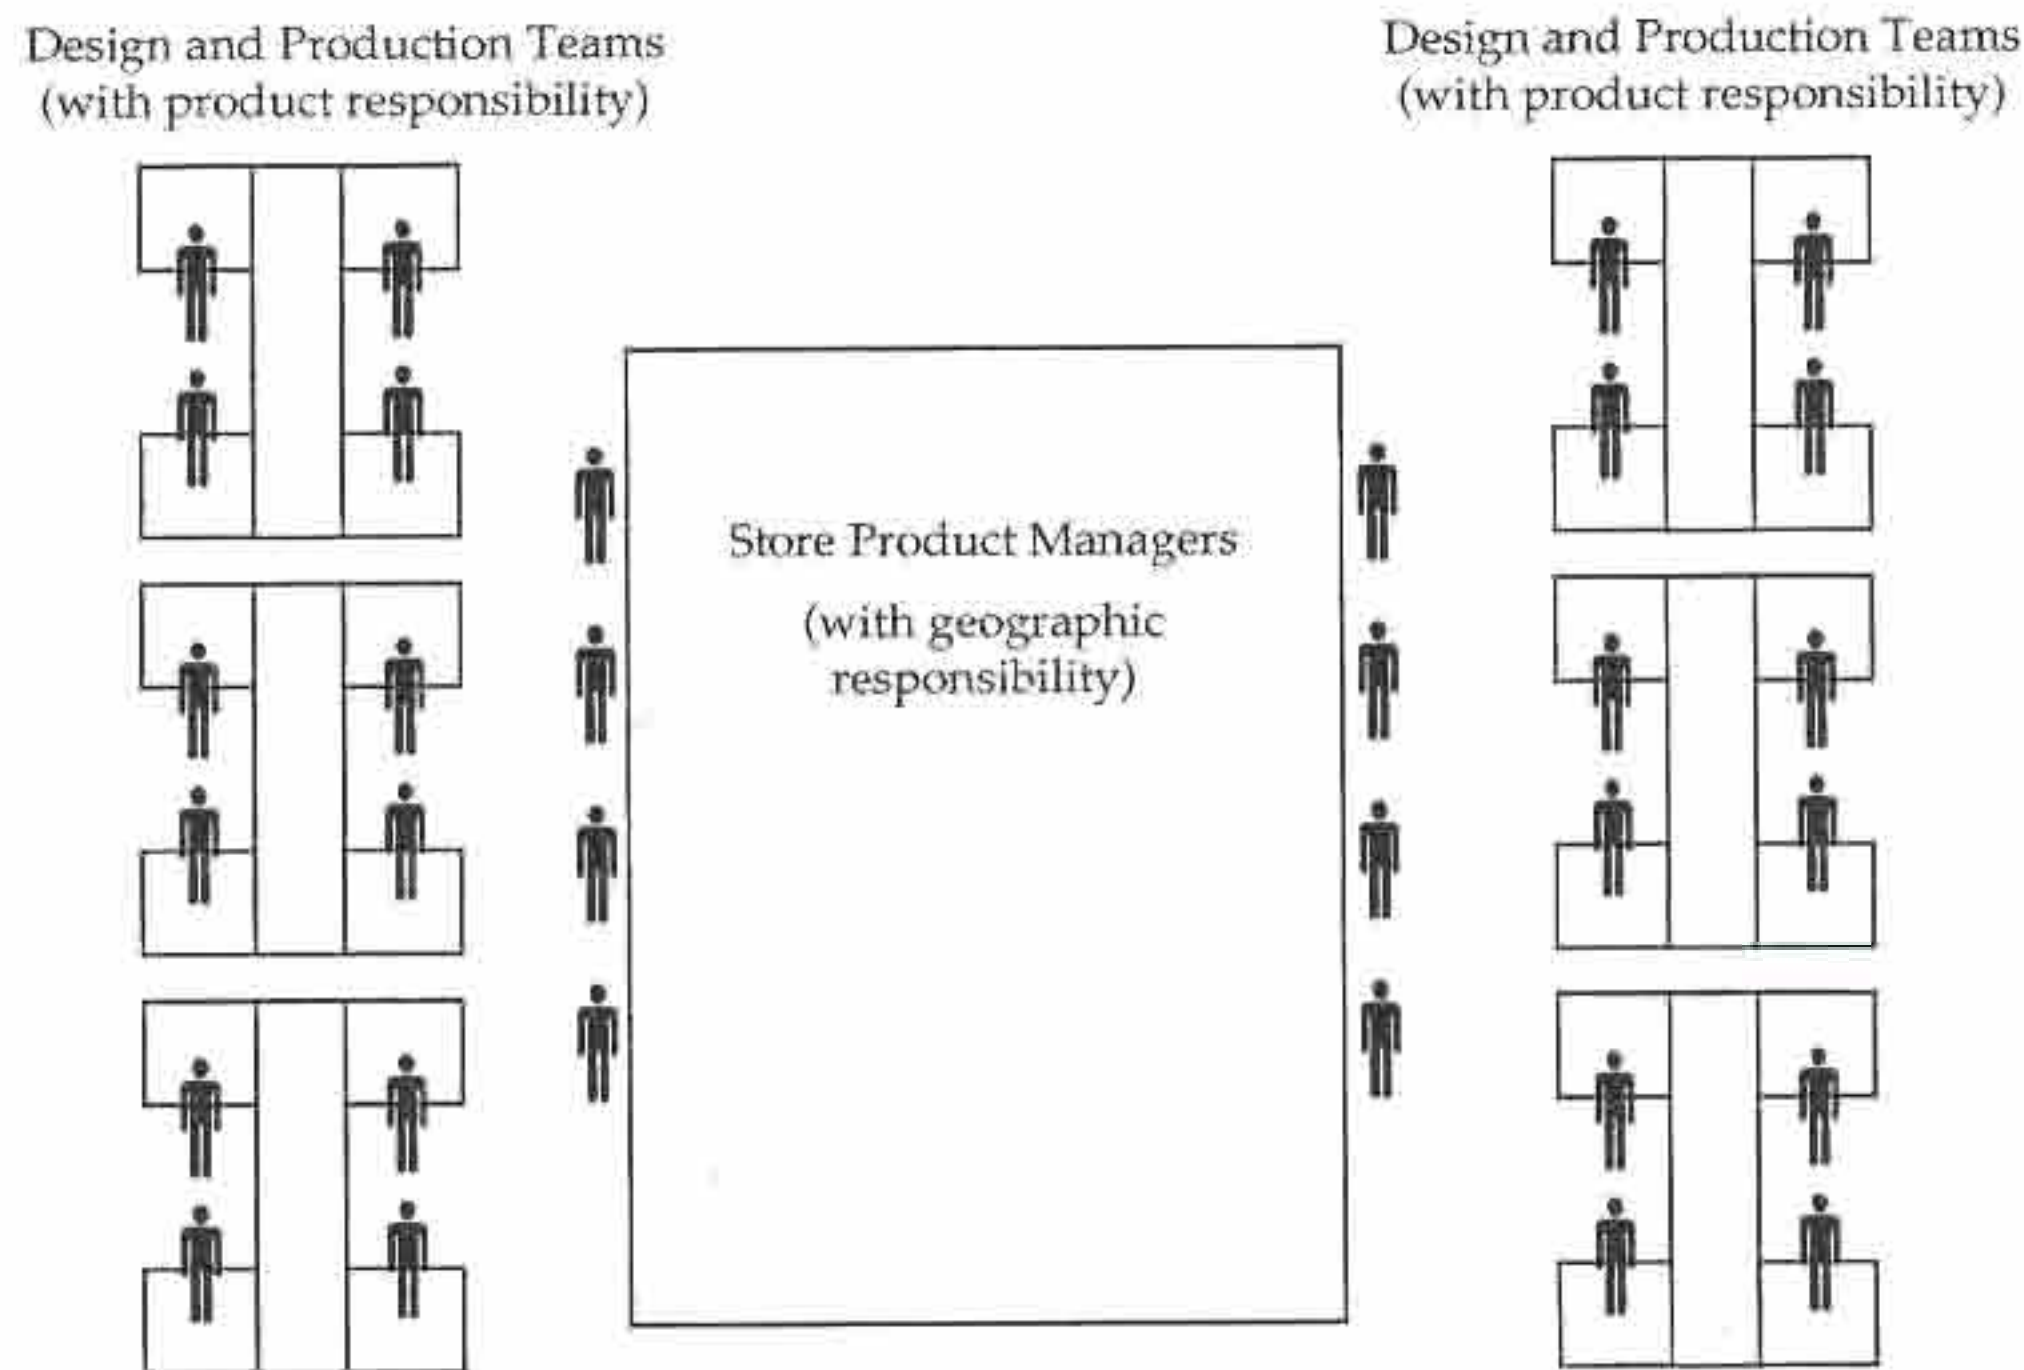 Design and Production Teams
(with product responsibility)
Design and Production Teams
(with product responsibility)
Store Product Managers
(with geographic
responsibility)